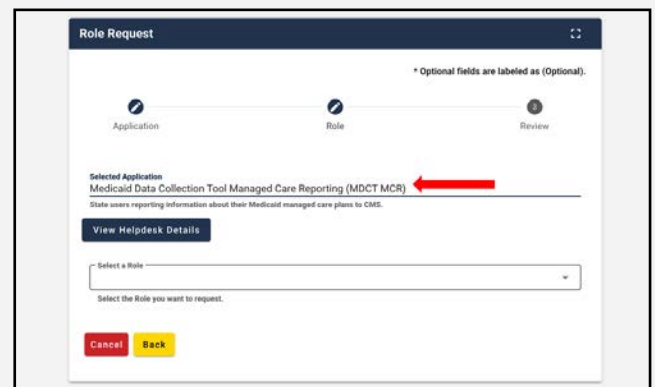 Role Request
* Optional fields are labeled as (Optional).
Application
Role
3
Review
Selected Application
Medicaid Data Collection Tool Managed Care Reporting (MDCT MCR)
State users reporting information about their Medicaid managed care plans to CMS.
View Helpdesk Details
Select a Role
Select the Role you want to request.
Cancel Back